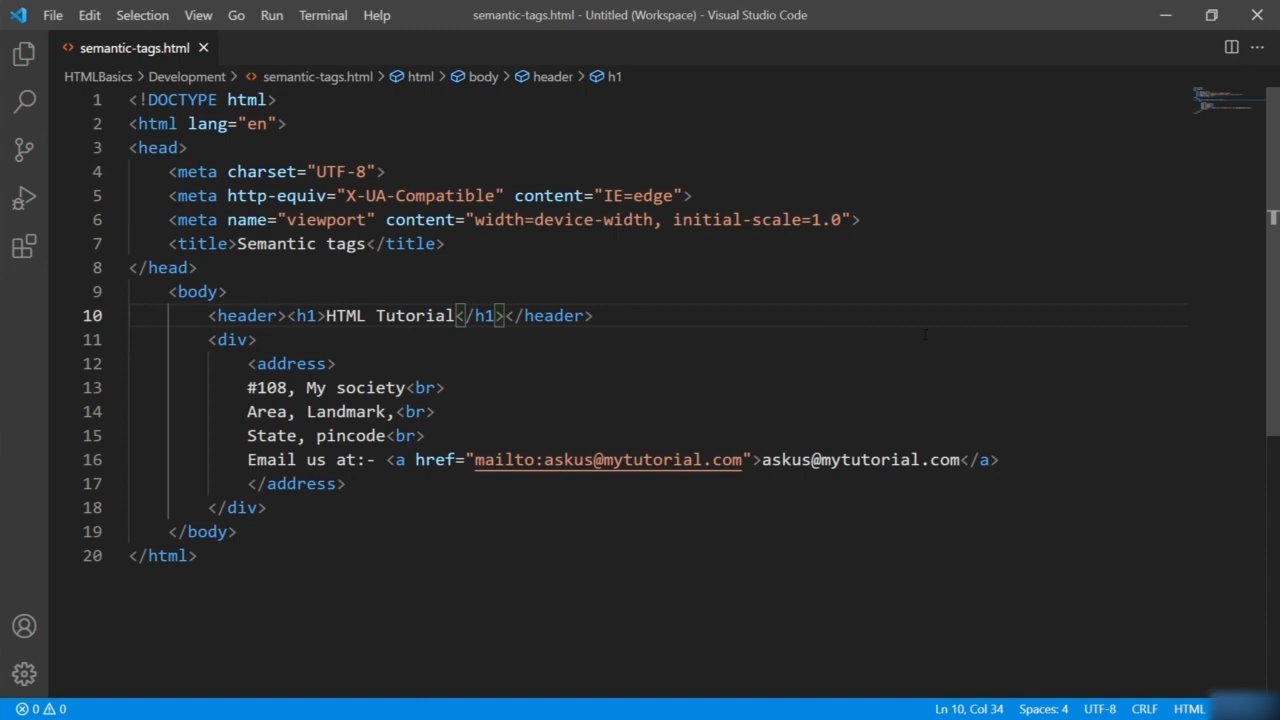 File Edit Selection View Go Run Terminal Help semantic-tags.html - Untitled (Workspace) - Visual Studio Code
semantic-tags.html
HTMLBasics > Development > semantic-tags.html > html > body > header > h1
1 <!DOCTYPE html>
2 <html lang="en">
3 <head>
4 <meta charset="UTF-8">
5 <meta http-equiv="X-UA-Compatible" content="IE=edge">
6 <meta name="viewport" content="width=device-width, initial-scale=1.0">
7 <title>Semantic tags</title>
8 </head>
9 <body>
10 <header><h1>HTML Tutorial</h1></header>
11 <div>
12 <address>
13 #108, My society<br>
14 Area, Landmark,<br>
15 State, pincode<br>
16 Email us at:- <a href="mailto:askus@mytutorial.com">askus@mytutorial.com</a>
17 </address>
18 </div>
19 </body>
20 </html>
T
0 0 Ln 10, Col 34 Spaces: 4 UTF-8 CRLF HTML